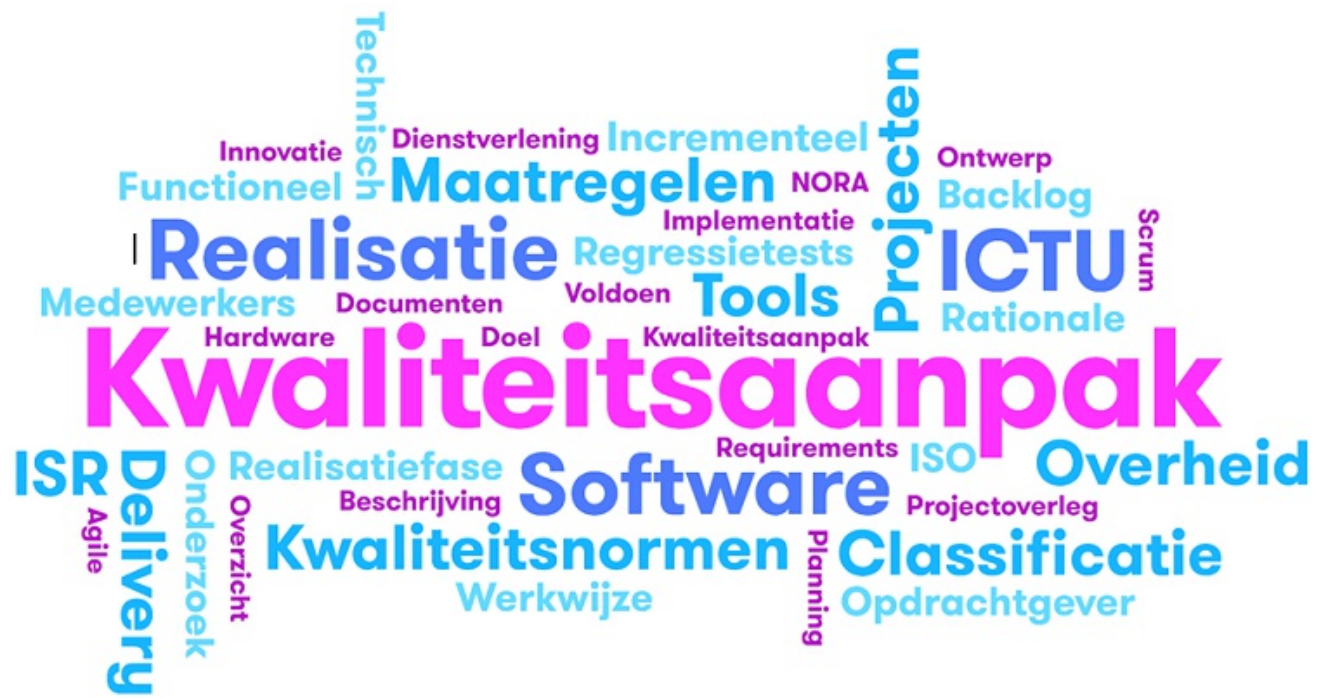 Technisch
Projecten
Dienstverlening
Incrementeel
Innovatie
Ontwerp
Functioneel
Maatregelen
NORA
Backlog
Implementatie
Scrum
Realisatie
Regressietests
ICTU
Medewerkers
Documenten
Voldoen
Tools
Rationale
Hardware
Doel
Kwaliteitsaanpak
Kwaliteitsaanpak
Requirements
ISO
Overheid
ISR
Delivery
Onderzoek
Realisatiefase
Software
Agile
Overzicht
Beschrijving
Projectoverleg
Kwaliteitsnormen
Planning
Classificatie
Werkwijze
Opdrachtgever